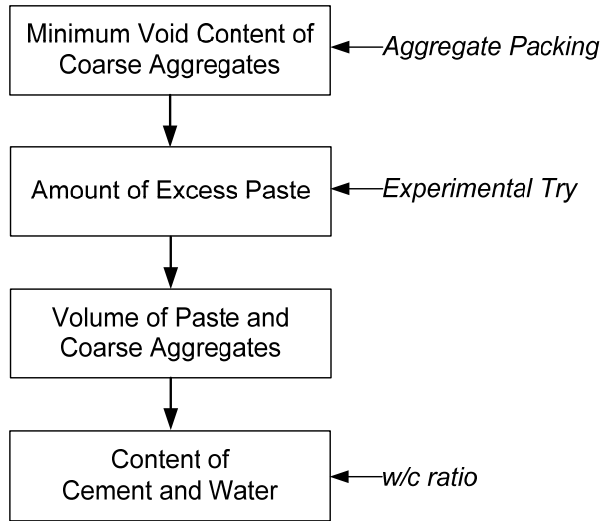 Minimum Void Content of
Coarse Aggregates
Aggregate Packing
Amount of Excess Paste
Experimental Try
Volume of Paste and
Coarse Aggregates
Content of
Cement and Water
w/c ratio